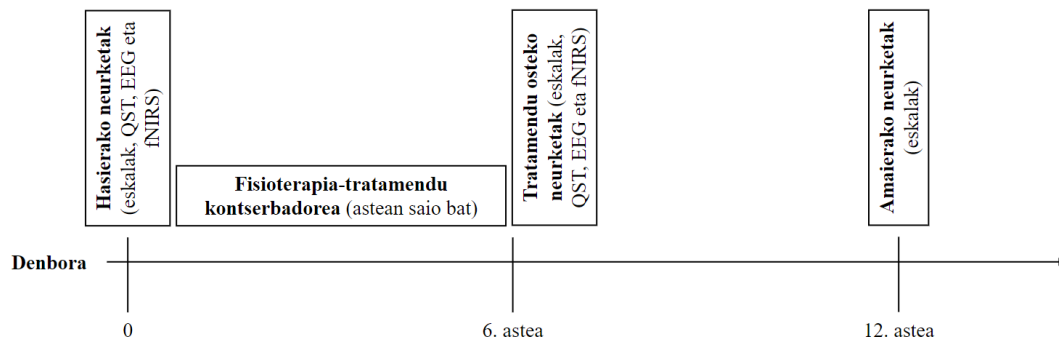 Hasierako neurketak
(eskalak, QST, EEG eta
fNIRS)
Fisioterapia-tratamendu
kontserbadorea (astean saio bat)
Tratamendu osteko
neurketak (eskalak,
QST, EEG eta fNIRS)
Amaierako neurketak
(eskalak)
Denbora
0
6. astea
12. astea